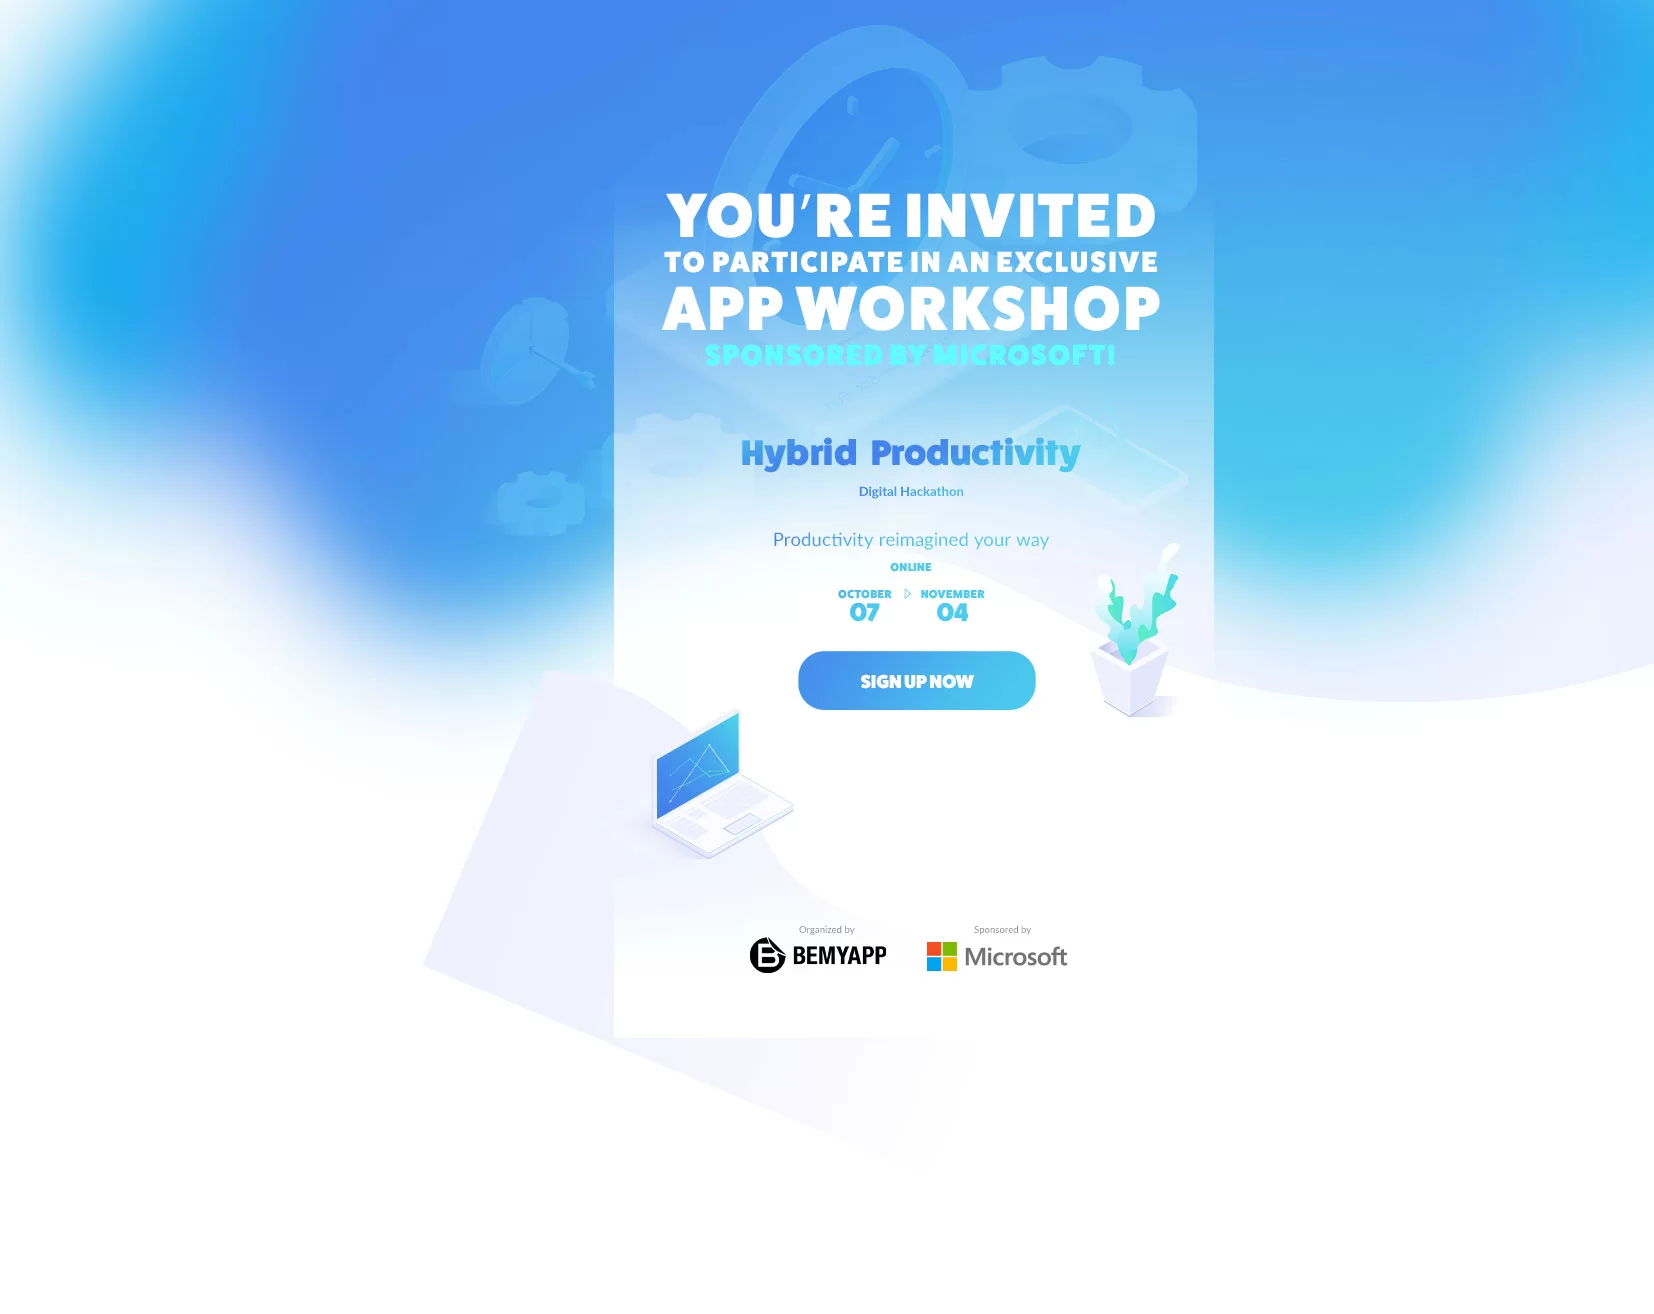 YOU'RE INVITED
TO PARTICIPATE IN AN EXCLUSIVE
APP WORKSHOP
SPONSORED BY MICROSOFT!
Hybrid Productivity
Digital Hackathon
Productivity reimagined your way
ONLINE
OCTOBER NOVEMBER
07 04
SIGN UP NOW
Organized by Sponsored by
BEMYAPP Microsoft